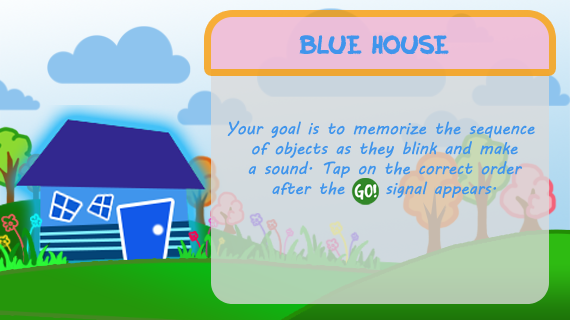 BLUE HOUSE
Your goal is to memorize the sequence
of objects as they blink and make
a sound. Tap on the correct order
after the GO! signal appears.